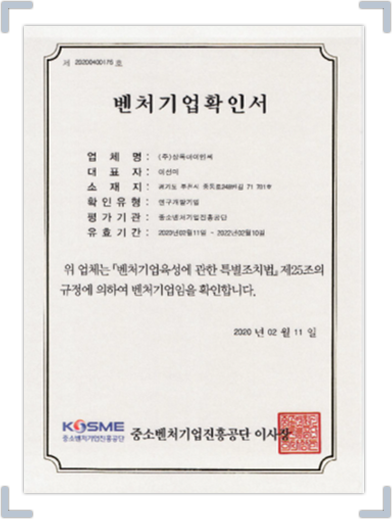 제 20200400175 호
벤처기업확인서
업 체 명 : (주)삼육네이인씨
대 표 자 : 이선미
소 재 지 : 경기도 부천시 71 701호
확인유형 : 연구개발기업
평가기관 : 중소벤처기업진흥공단
유효기간 : 2020년02월11일 - 2022년02월10일
위 업체는 『벤처기업육성에 관한 특별조치법』 제25조의
규정에 의하여 벤처기업임을 확인합니다.
2020 년 02 월 11 일
KOSME
중소벤처기업진흥공단
중소벤처기업진흥공단 이사장